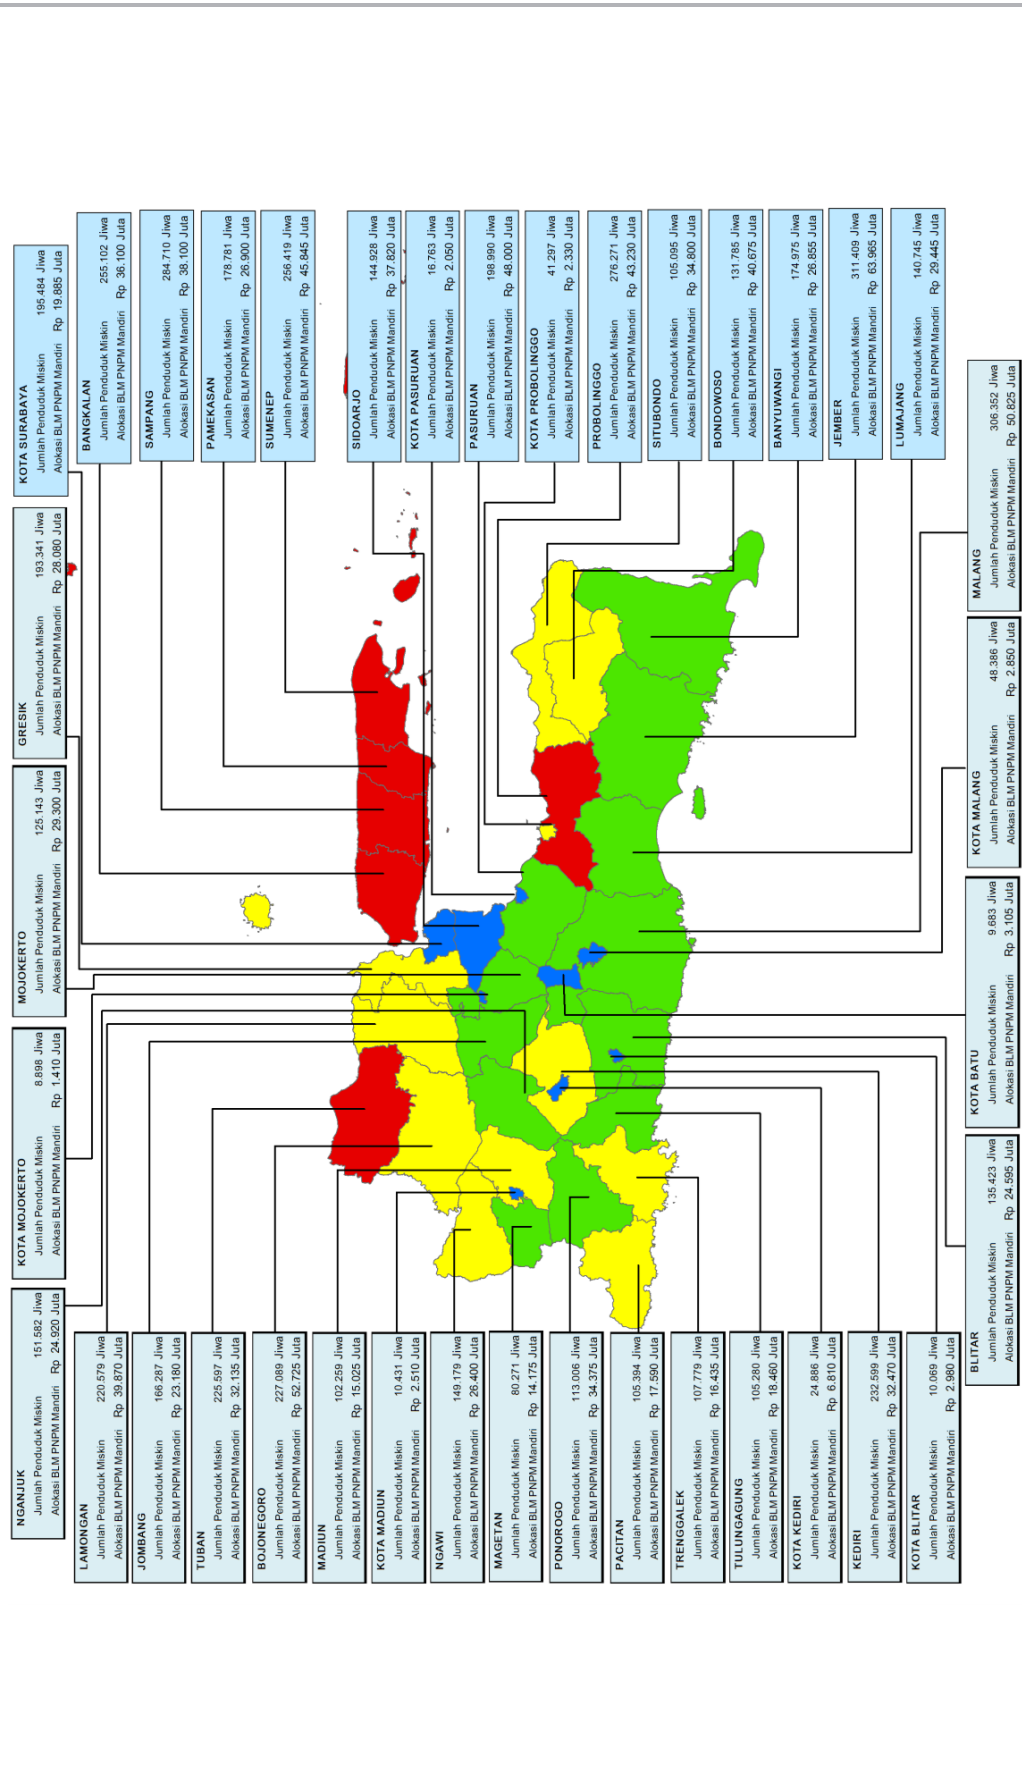 NGANJUK
Jumlah Penduduk Miskin 151.582 Jiwa
Alokasi BLM PNPM Mandiri Rp 24.920 Juta
KOTA MOJOKERTO
Jumlah Penduduk Miskin 8.898 Jiwa
Alokasi BLM PNPM Mandiri Rp 1.410 Juta
MOJOKERTO
Jumlah Penduduk Miskin 125.143 Jiwa
Alokasi BLM PNPM Mandiri Rp 29.300 Juta
GRESIK
Jumlah Penduduk Miskin 193.341 Jiwa
Alokasi BLM PNPM Mandiri Rp 28.080 Juta
KOTA SURABAYA
Jumlah Penduduk Miskin 195.484 Jiwa
Alokasi BLM PNPM Mandiri Rp 19.885 Juta
LAMONGAN
Jumlah Penduduk Miskin 220.579 Jiwa
Alokasi BLM PNPM Mandiri Rp 39.870 Juta
JOMBANG
Jumlah Penduduk Miskin 166.287 Jiwa
Alokasi BLM PNPM Mandiri Rp 23.180 Juta
TUBAN
Jumlah Penduduk Miskin 225.597 Jiwa
Alokasi BLM PNPM Mandiri Rp 32.135 Juta
BOJONEGORO
Jumlah Penduduk Miskin 227.089 Jiwa
Alokasi BLM PNPM Mandiri Rp 52.725 Juta
MADIUN
Jumlah Penduduk Miskin 102.259 Jiwa
Alokasi BLM PNPM Mandiri Rp 15.025 Juta
KOTA MADIUN
Jumlah Penduduk Miskin 10.431 Jiwa
Alokasi BLM PNPM Mandiri Rp 2.510 Juta
NGAWI
Jumlah Penduduk Miskin 149.179 Jiwa
Alokasi BLM PNPM Mandiri Rp 26.400 Juta
MAGETAN
Jumlah Penduduk Miskin 80.271 Jiwa
Alokasi BLM PNPM Mandiri Rp 14.175 Juta
PONOROGO
Jumlah Penduduk Miskin 113.006 Jiwa
Alokasi BLM PNPM Mandiri Rp 34.375 Juta
PACITAN
Jumlah Penduduk Miskin 105.394 Jiwa
Alokasi BLM PNPM Mandiri Rp 17.590 Juta
TRENGGALEK
Jumlah Penduduk Miskin 107.779 Jiwa
Alokasi BLM PNPM Mandiri Rp 16.435 Juta
TULUNGAGUNG
Jumlah Penduduk Miskin 105.280 Jiwa
Alokasi BLM PNPM Mandiri Rp 18.460 Juta
KOTA KEDIRI
Jumlah Penduduk Miskin 24.886 Jiwa
Alokasi BLM PNPM Mandiri Rp 6.810 Juta
KEDIRI
Jumlah Penduduk Miskin 232.599 Jiwa
Alokasi BLM PNPM Mandiri Rp 32.470 Juta
KOTA BLITAR
Jumlah Penduduk Miskin 10.069 Jiwa
Alokasi BLM PNPM Mandiri Rp 2.980 Juta
BANGKALAN
Jumlah Penduduk Miskin 255.102 Jiwa
Alokasi BLM PNPM Mandiri Rp 36.100 Juta
SAMPANG
Jumlah Penduduk Miskin 284.710 Jiwa
Alokasi BLM PNPM Mandiri Rp 38.100 Juta
PAMEKASAN
Jumlah Penduduk Miskin 178.781 Jiwa
Alokasi BLM PNPM Mandiri Rp 26.900 Juta
SUMENEP
Jumlah Penduduk Miskin 256.419 Jiwa
Alokasi BLM PNPM Mandiri Rp 45.845 Juta
SIDOARJO
Jumlah Penduduk Miskin 144.928 Jiwa
Alokasi BLM PNPM Mandiri Rp 37.820 Juta
KOTA PASURUAN
Jumlah Penduduk Miskin 16.763 Jiwa
Alokasi BLM PNPM Mandiri Rp 2.050 Juta
PASURUAN
Jumlah Penduduk Miskin 198.990 Jiwa
Alokasi BLM PNPM Mandiri Rp 48.000 Juta
KOTA PROBOLINGGO
Jumlah Penduduk Miskin 41.297 Jiwa
Alokasi BLM PNPM Mandiri Rp 2.330 Juta
PROBOLINGGO
Jumlah Penduduk Miskin 276.271 Jiwa
Alokasi BLM PNPM Mandiri Rp 43.230 Juta
SITUBONDO
Jumlah Penduduk Miskin 105.095 Jiwa
Alokasi BLM PNPM Mandiri Rp 34.800 Juta
BONDOWOSO
Jumlah Penduduk Miskin 131.785 Jiwa
Alokasi BLM PNPM Mandiri Rp 40.675 Juta
BANYUWANGI
Jumlah Penduduk Miskin 174.975 Jiwa
Alokasi BLM PNPM Mandiri Rp 26.855 Juta
JEMBER
Jumlah Penduduk Miskin 311.409 Jiwa
Alokasi BLM PNPM Mandiri Rp 63.965 Juta
LUMAJANG
Jumlah Penduduk Miskin 140.745 Jiwa
Alokasi BLM PNPM Mandiri Rp 29.445 Juta
BLITAR
Jumlah Penduduk Miskin 135.423 Jiwa
Alokasi BLM PNPM Mandiri Rp 24.595 Juta
KOTA BATU
Jumlah Penduduk Miskin 9.683 Jiwa
Alokasi BLM PNPM Mandiri Rp 3.105 Juta
KOTA MALANG
Jumlah Penduduk Miskin 48.386 Jiwa
Alokasi BLM PNPM Mandiri Rp 2.850 Juta
MALANG
Jumlah Penduduk Miskin 306.352 Jiwa
Alokasi BLM PNPM Mandiri Rp 50.825 Juta